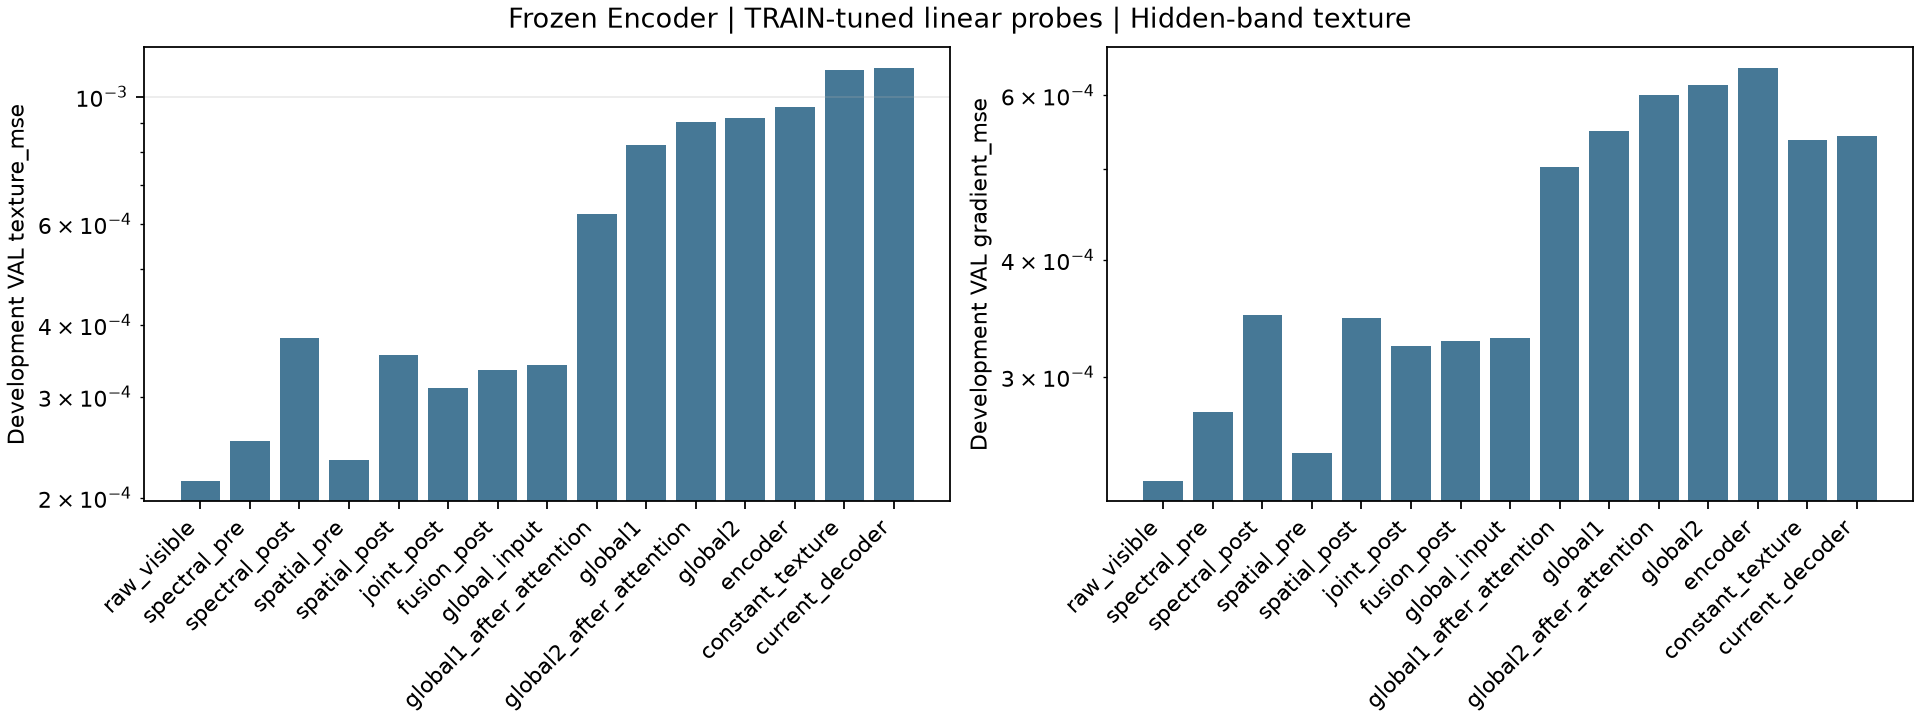 Frozen Encoder | TRAIN-tuned linear probes | Hidden-band texture
Development VAL texture_mse
10⁻³
6 × 10⁻⁴
4 × 10⁻⁴
3 × 10⁻⁴
2 × 10⁻⁴
raw_visible
spectral_pre
spectral_post
spatial_pre
spatial_post
joint_post
fusion_post
global_input
global1_after_attention
global1
global2_after_attention
global2
encoder
constant_texture
current_decoder
Development VAL gradient_mse
6 × 10⁻⁴
4 × 10⁻⁴
3 × 10⁻⁴
raw_visible
spectral_pre
spectral_post
spatial_pre
spatial_post
joint_post
fusion_post
global_input
global1_after_attention
global1
global2_after_attention
global2
encoder
constant_texture
current_decoder